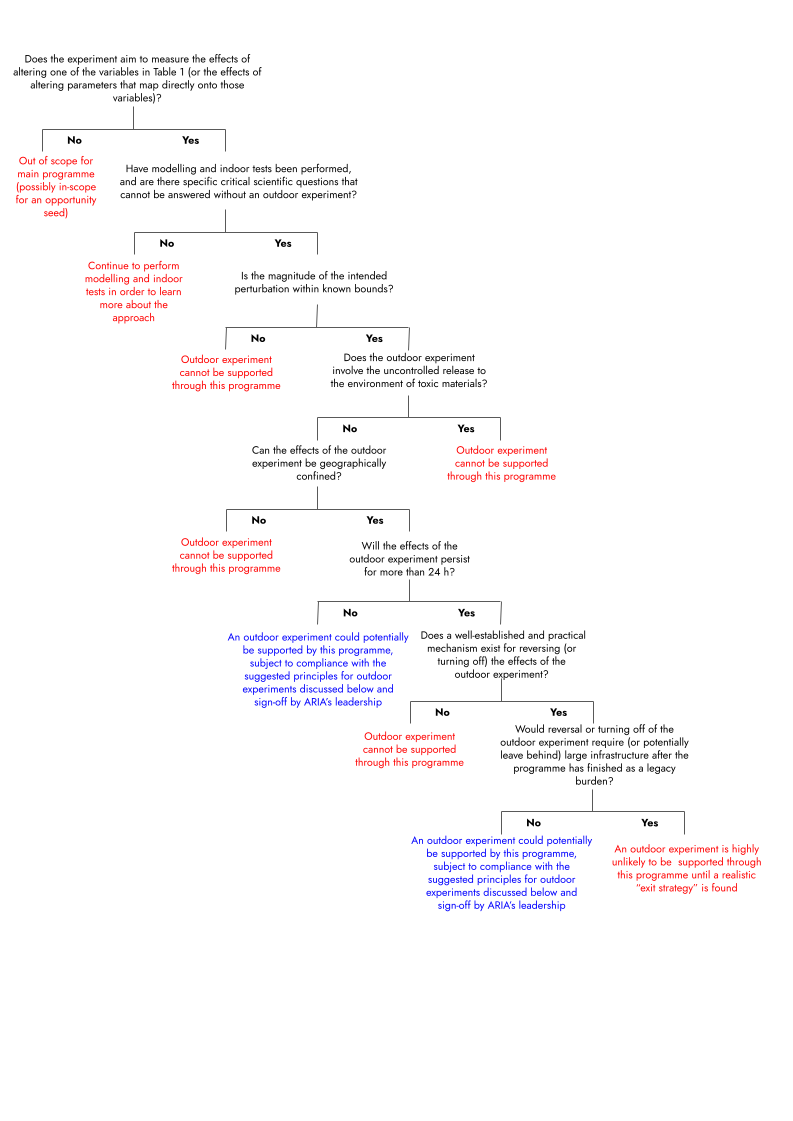 Does the experiment aim to measure the effects of
altering one of the variables in Table 1 (or the effects of
altering parameters that map directly onto those
variables)?
No
Yes
Out of scope for
main programme
(possibly in-scope
for an opportunity
seed)
Have modelling and indoor tests been performed,
and are there specific critical scientific questions that
cannot be answered without an outdoor experiment?
No
Yes
Continue to perform
modelling and indoor
tests in order to learn
more about the
approach
Is the magnitude of the intended
perturbation within known bounds?
No
Yes
Outdoor experiment
cannot be supported
through this programme
Does the outdoor experiment
involve the uncontrolled release to
the environment of toxic materials?
No
Yes
Can the effects of the outdoor
experiment be geographically
confined?
Outdoor experiment
cannot be supported
through this programme
No
Yes
Outdoor experiment
cannot be supported
through this programme
Will the effects of the
outdoor experiment persist
for more than 24 h?
No
Yes
An outdoor experiment could potentially
be supported by this programme,
subject to compliance with the
suggested principles for outdoor
experiments discussed below and
sign-off by ARIA's leadership
Does a well-established and practical
mechanism exist for reversing (or
turning off) the effects of the
outdoor experiment?
No
Yes
Outdoor experiment
cannot be supported
through this programme
Would reversal or turning off of the
outdoor experiment require (or potentially
leave behind) large infrastructure after the
programme has finished as a legacy
burden?
No
Yes
An outdoor experiment could potentially
be supported by this programme,
subject to compliance with the
suggested principles for outdoor
experiments discussed below and
sign-off by ARIA's leadership
An outdoor experiment is highly
unlikely to be supported through
this programme until a realistic
“exit strategy” is found